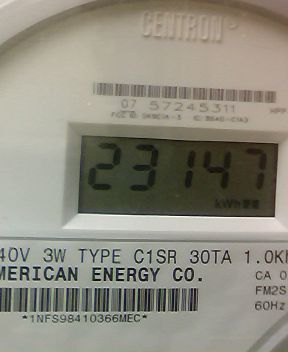 CENTRON
07 57245311
23147
kWh
40V 3W TYPE C1SR 30TA 1.0K
MERICAN ENERGY CO.
CA 0
FM2S
60Hz
*1NFS98410366MEC*